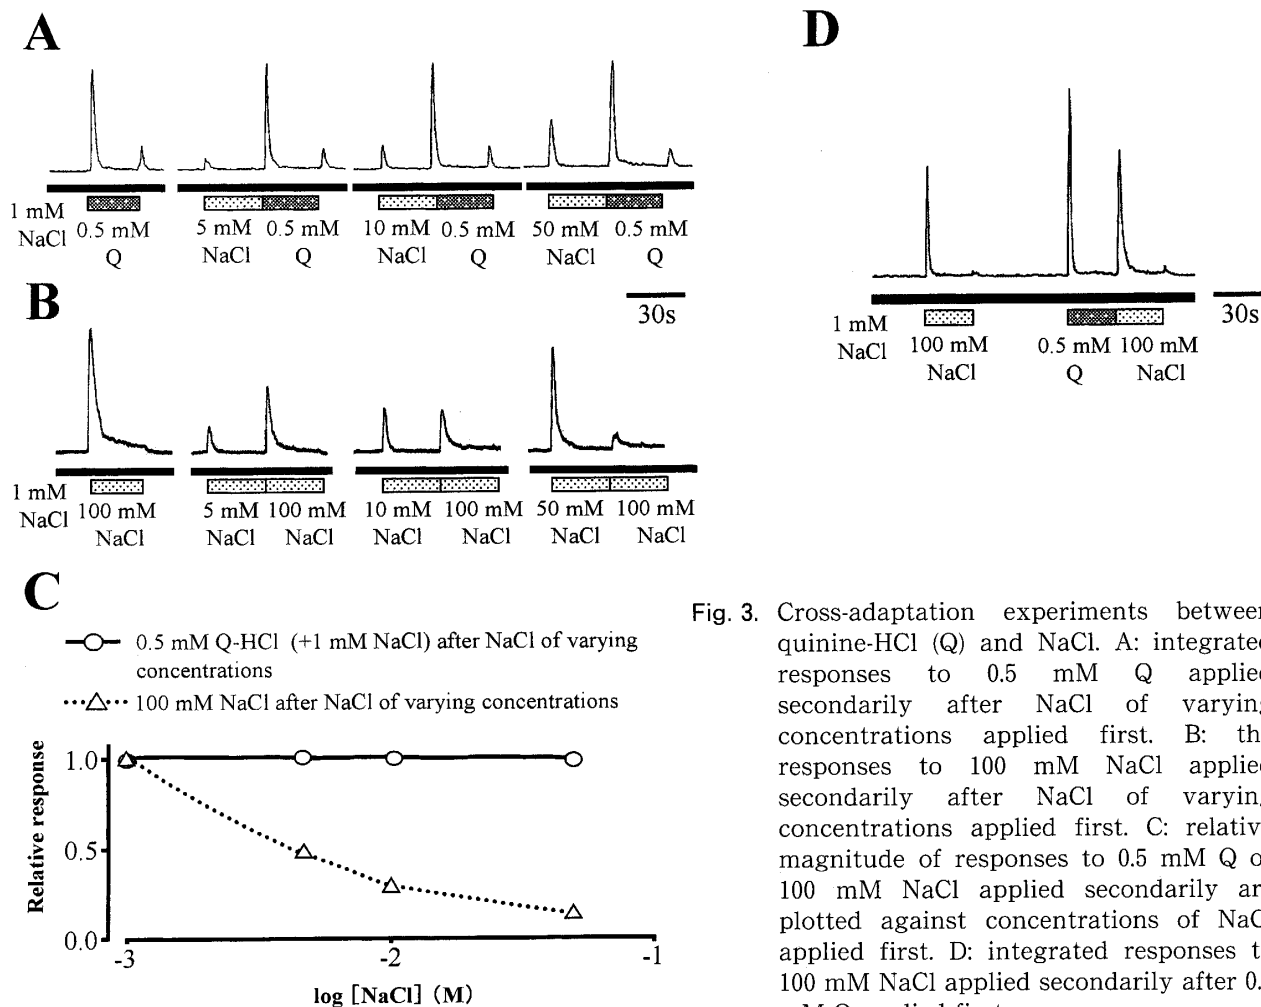 A
1 mM
NaCl
0.5 mM
Q
5 mM
NaCl
0.5 mM
Q
10 mM
NaCl
0.5 mM
Q
50 mM
NaCl
0.5 mM
Q
B
30s
1 mM
NaCl
100 mM
NaCl
5 mM
NaCl
100 mM
NaCl
10 mM
NaCl
100 mM
NaCl
50 mM
NaCl
100 mM
NaCl
D
1 mM
NaCl
100 mM
NaCl
0.5 mM
Q
100 mM
NaCl
30s
C
0.5 mM Q-HCl (+1 mM NaCl) after NaCl of varying
concentrations
100 mM NaCl after NaCl of varying concentrations
Relative response
1.0
0.5
0.0
-3
-2
-1
log [NaCl] (M)
Fig. 3. Cross-adaptation experiments between
quinine-HCl (Q) and NaCl. A: integrated
responses to 0.5 mM Q applied
secondarily after NaCl of varying
concentrations applied first. B: th
responses to 100 mM NaCl applied
secondarily after NaCl of varying
concentrations applied first. C: relativ
magnitude of responses to 0.5 mM Q o
100 mM NaCl applied secondarily ar
plotted against concentrations of NaC
applied first. D: integrated responses t
100 mM NaCl applied secondarily after 0.